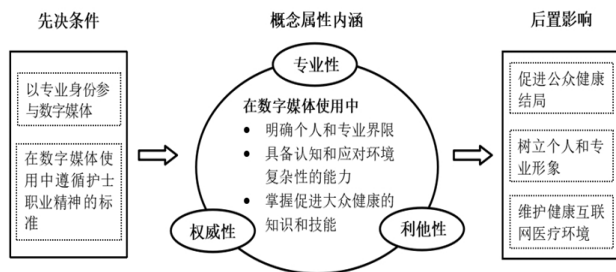 先决条件
概念属性内涵
后置影响
以专业身份参
与数字媒体
在数字媒体使
用中遵循护士
职业精神的标
准
专业性
在数字媒体使用中
● 明确个人和专业界限
● 具备认知和应对环境
复杂性的能力
● 掌握促进大众健康的
知识和技能
权威性
利他性
促进公众健康
结局
树立个人和专
业形象
维护健康互联
网医疗环境